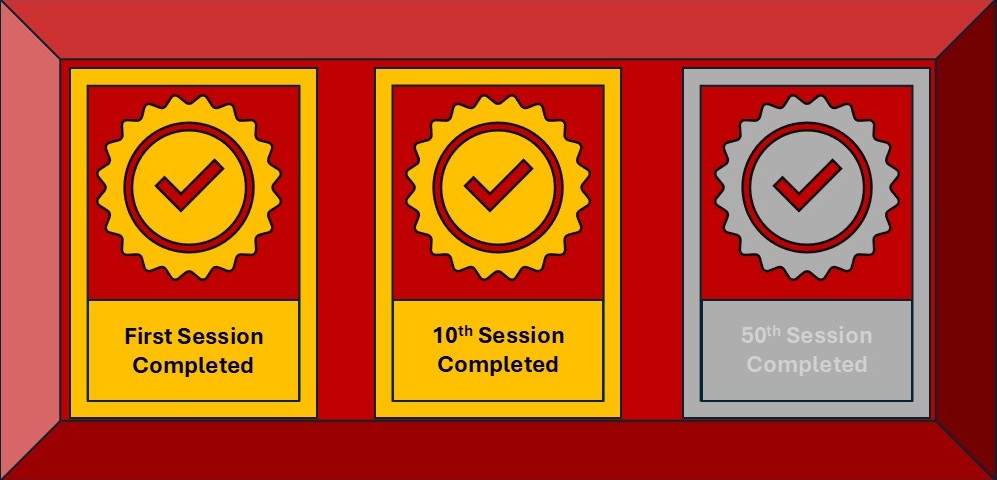 First Session
Completed
10th Session
Completed
50th Session
Completed